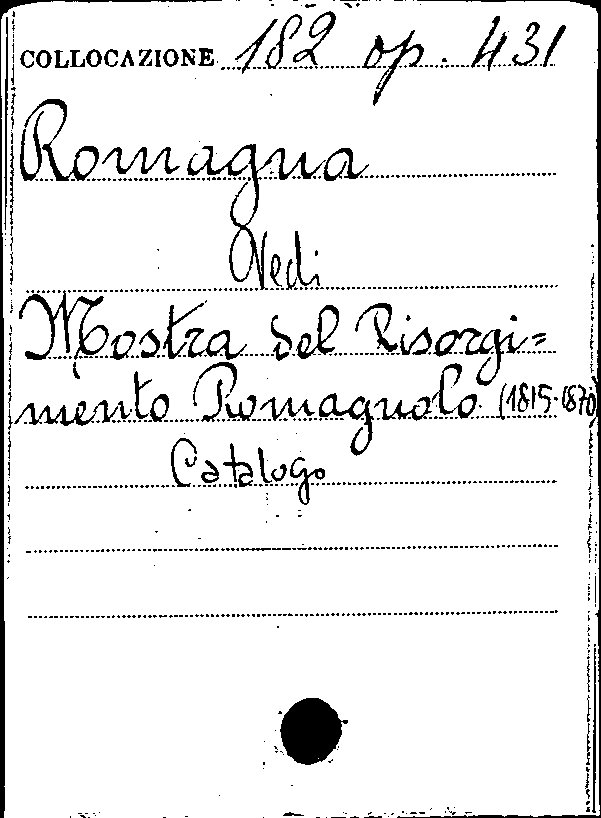 COLLOCAZIONE 182 op. 431
Romagna
Vedi
Mostra del Risorgi=
mento Romagnolo (1815-1870)
Catalogo